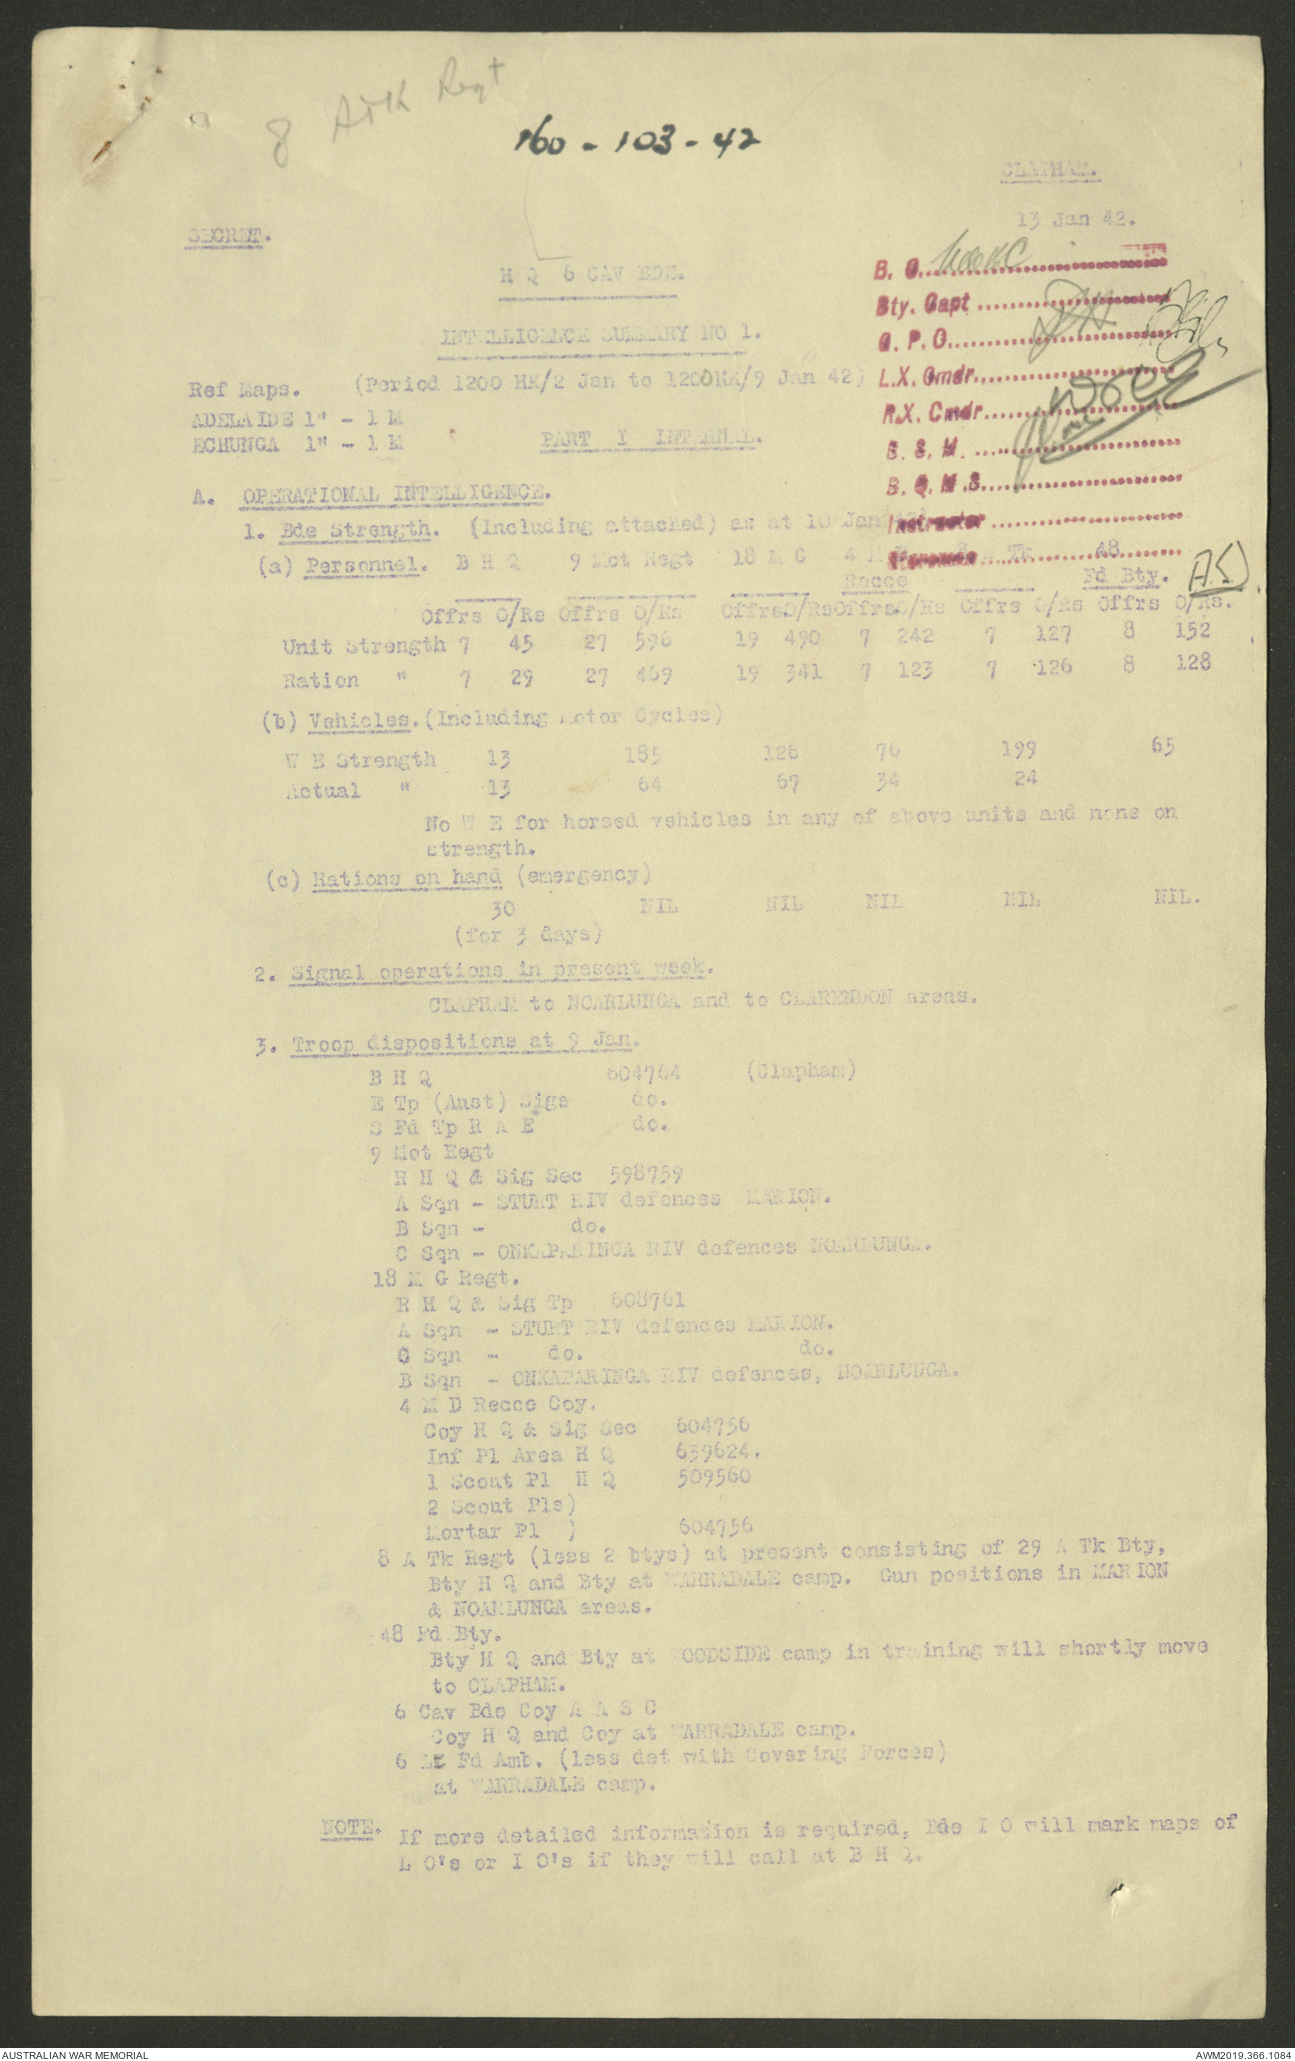 8 ATK Regt
160-103-42
CLAPHAM.
13 Jan 42.
SECRET.
H Q 6 CAV BDE.
INTELLIGENCE SUMMARY NO 1.
(Period 1200 HK/2 Jan to 1200HK/9 Jan 42)
Ref Maps.
ADELAIDE 1" - 1 M
ECHUNGA 1" - 1 M
B. C.
Bty. Capt
G. P. O.
L.X. Cmdr.
R.X. Cmdr.
B. S. M.
B. Q. M. S.
Instructor
PART I INTERNAL.
A. OPERATIONAL INTELLIGENCE.
1. Bde Strength. (Including attached) as at 10 Jan
(a) Personnel. B H Q 9 Mot Regt 18 M G 4 M D Recce 8 A Tk 48 Fd Bty.
Offrs O/Rs Offrs O/Rs Offrs O/Rs Offrs O/Rs Offrs O/Rs Offrs O/Rs.
Unit Strength 7 45 27 596 19 490 7 242 7 127 8 152
Ration " 7 29 27 469 19 341 7 123 7 126 8 128
(b) Vehicles. (Including Motor Cycles)
W E Strength 13 185 126 76 199 65
Actual " 13 64 67 34 24
No W E for horsed vehicles in any of above units and none on
strength.
(c) Rations on hand (emergency)
30 NIL NIL NIL NIL NIL.
(for 3 days)
2. Signal operations in present week.
CLAPHAM to NOARLUNGA and to CLARENDON areas.
3. Troop dispositions at 9 Jan.
B H Q 604764 (Clapham)
E Tp (Aust) Sigs do.
S Fd Tp R A E do.
9 Mot Regt
R H Q & Sig Sec 598759
A Sqn - STURT RIV defences MARION.
B Sqn - do.
C Sqn - ONKAPARINGA RIV defences NOARLUNGA.
18 M G Regt.
R H Q & Sig Tp 608761
A Sqn - STURT RIV defences MARION.
C Sqn - do. do.
B Sqn - ONKAPARINGA RIV defences, NOARLUNGA.
4 M D Recce Coy.
Coy H Q & Sig Sec 604756
Inf Pl Area H Q 639624.
1 Scout Pl H Q 509560
2 Scout Pls)
Mortar Pl ) 604756
8 A Tk Regt (less 2 btys) at present consisting of 29 A Tk Bty,
Bty H Q and Bty at WARRADALE camp. Gun positions in MARION
& NOARLUNGA areas.
48 Fd Bty.
Bty H Q and Bty at WOODSIDE camp in training will shortly move
to CLAPHAM.
6 Cav Bde Coy A A S C
Coy H Q and Coy at WARRADALE camp.
6 Lt Fd Amb. (less det with Covering Forces)
at WARRADALE camp.
NOTE. If more detailed information is required, Bde I O will mark maps of
L O's or I O's if they will call at B H Q.
AUSTRALIAN WAR MEMORIAL
AWM2019.366.1084